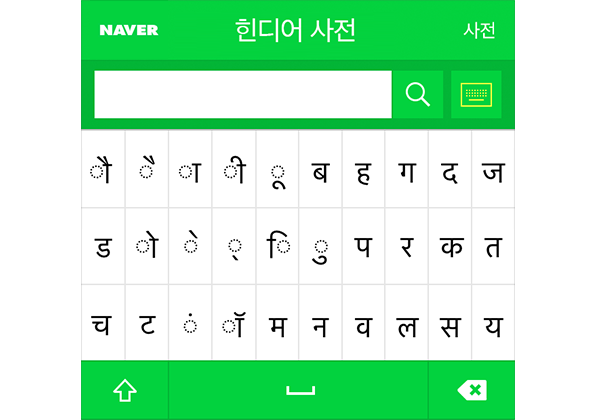 NAVER 힌디어 사전 사전
ौ ै ा ी ू ब ह ग द ज
ड ो े ् ि ु प र क त
च ट ं ॉ म न व ल स य